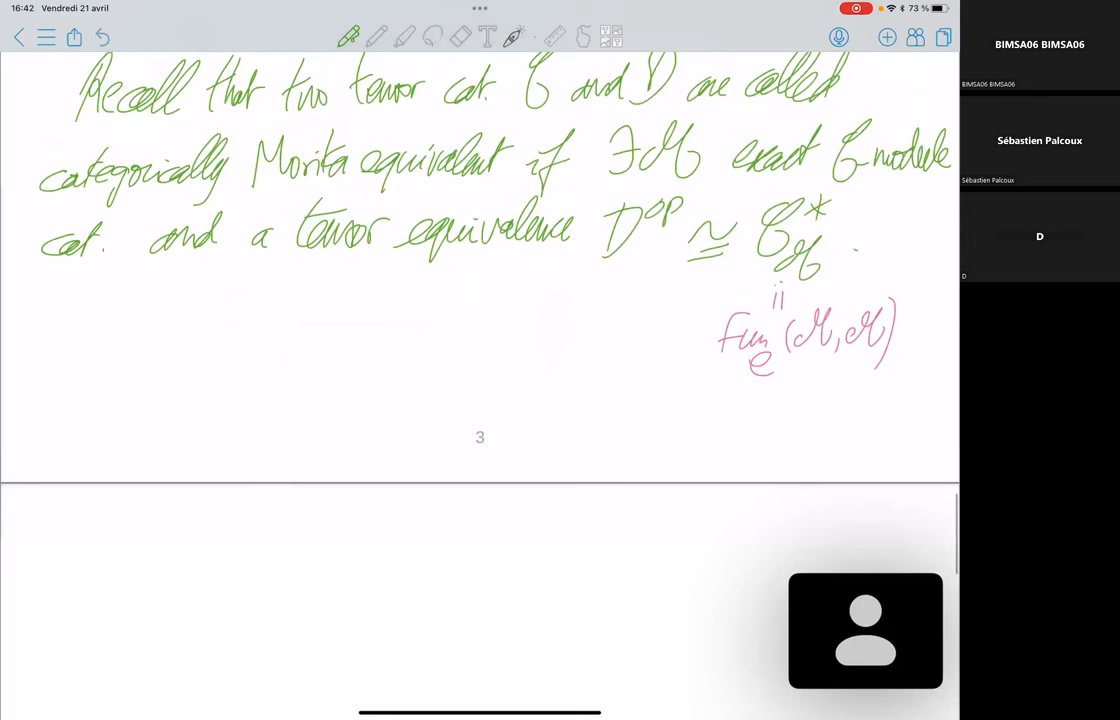 16:42 Vendredi 21 avril
73 %
Recall that two tensor cat. C and D are called
categorically Morita equivalent if ∃ M exact C-module
cat. and a tensor equivalence D^op ≅ C*_M .
ıı
Fun_C (M, M)
3
BIMSA06 BIMSA06
BIMSA06 BIMSA06
Sébastien Palcoux
Sébastien Palcoux
D
D